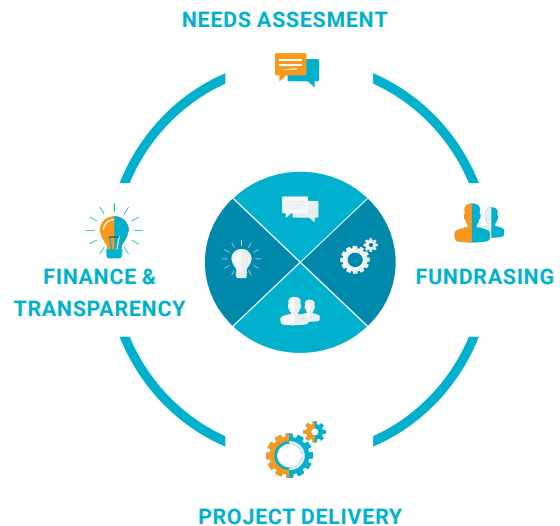 NEEDS ASSESMENT
FINANCE &
TRANSPARENCY
FUNDRASING
PROJECT DELIVERY